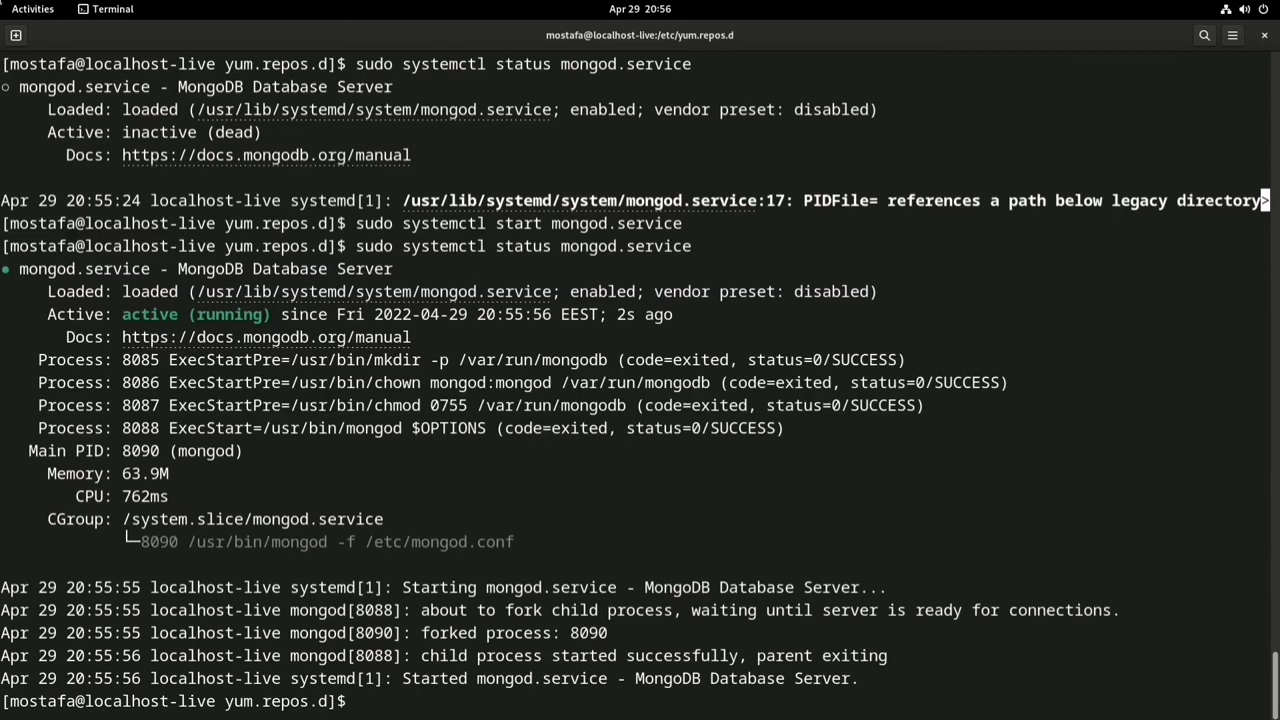 Activities Terminal Apr 29 20:56
mostafa@localhost-live:/etc/yum.repos.d
[mostafa@localhost-live yum.repos.d]$ sudo systemctl status mongod.service
○ mongod.service - MongoDB Database Server
Loaded: loaded (/usr/lib/systemd/system/mongod.service; enabled; vendor preset: disabled)
Active: inactive (dead)
Docs: https://docs.mongodb.org/manual
Apr 29 20:55:24 localhost-live systemd[1]: /usr/lib/systemd/system/mongod.service:17: PIDFile= references a path below legacy directory>
[mostafa@localhost-live yum.repos.d]$ sudo systemctl start mongod.service
[mostafa@localhost-live yum.repos.d]$ sudo systemctl status mongod.service
● mongod.service - MongoDB Database Server
Loaded: loaded (/usr/lib/systemd/system/mongod.service; enabled; vendor preset: disabled)
Active: active (running) since Fri 2022-04-29 20:55:56 EEST; 2s ago
Docs: https://docs.mongodb.org/manual
Process: 8085 ExecStartPre=/usr/bin/mkdir -p /var/run/mongodb (code=exited, status=0/SUCCESS)
Process: 8086 ExecStartPre=/usr/bin/chown mongod:mongod /var/run/mongodb (code=exited, status=0/SUCCESS)
Process: 8087 ExecStartPre=/usr/bin/chmod 0755 /var/run/mongodb (code=exited, status=0/SUCCESS)
Process: 8088 ExecStart=/usr/bin/mongod $OPTIONS (code=exited, status=0/SUCCESS)
Main PID: 8090 (mongod)
Memory: 63.9M
CPU: 762ms
CGroup: /system.slice/mongod.service
└─8090 /usr/bin/mongod -f /etc/mongod.conf
Apr 29 20:55:55 localhost-live systemd[1]: Starting mongod.service - MongoDB Database Server...
Apr 29 20:55:55 localhost-live mongod[8088]: about to fork child process, waiting until server is ready for connections.
Apr 29 20:55:55 localhost-live mongod[8090]: forked process: 8090
Apr 29 20:55:56 localhost-live mongod[8088]: child process started successfully, parent exiting
Apr 29 20:55:56 localhost-live systemd[1]: Started mongod.service - MongoDB Database Server.
[mostafa@localhost-live yum.repos.d]$